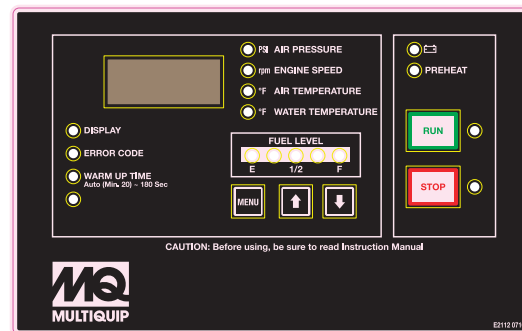 PSI AIR PRESSURE
rpm ENGINE SPEED
°F AIR TEMPERATURE
°F WATER TEMPERATURE
PREHEAT
DISPLAY
ERROR CODE
WARM UP TIME
Auto (Min. 20) ~ 180 Sec
FUEL LEVEL
E 1/2 F
MENU
RUN
STOP
CAUTION: Before using, be sure to read Instruction Manual
MQ
MULTIQUIP
E2112 071